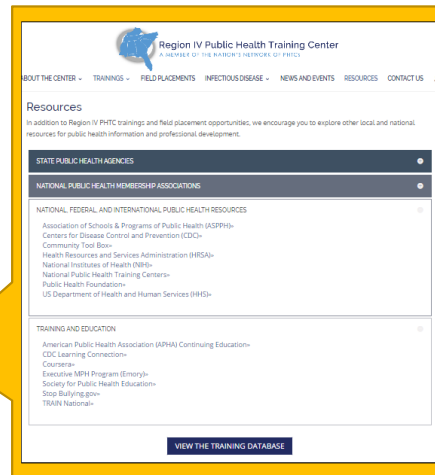 Region IV Public Health Training Center
A MEMBER OF THE NATION'S NETWORK OF PHTCS
ABOUT THE CENTER TRAININGS FIELD PLACEMENTS INFECTIOUS DISEASE NEWS AND EVENTS RESOURCES CONTACT US
Resources
In addition to Region IV PHTC trainings and field placement opportunities, we encourage you to explore other local and national
resources for public health information and professional development.
STATE PUBLIC HEALTH AGENCIES
NATIONAL PUBLIC HEALTH MEMBERSHIP ASSOCIATIONS
NATIONAL, FEDERAL, AND INTERNATIONAL PUBLIC HEALTH RESOURCES
Association of Schools & Programs of Public Health (ASPPH)»
Centers for Disease Control and Prevention (CDC)»
Community Tool Box»
Health Resources and Services Administration (HRSA)»
National Institutes of Health (NIH)»
National Public Health Training Centers»
Public Health Foundation»
US Department of Health and Human Services (HHS)»
TRAINING AND EDUCATION
American Public Health Association (APHA) Continuing Education»
CDC Learning Connection»
Coursera»
Executive MPH Program (Emory)»
Society for Public Health Education»
Stop Bullying.gov»
TRAIN National»
VIEW THE TRAINING DATABASE